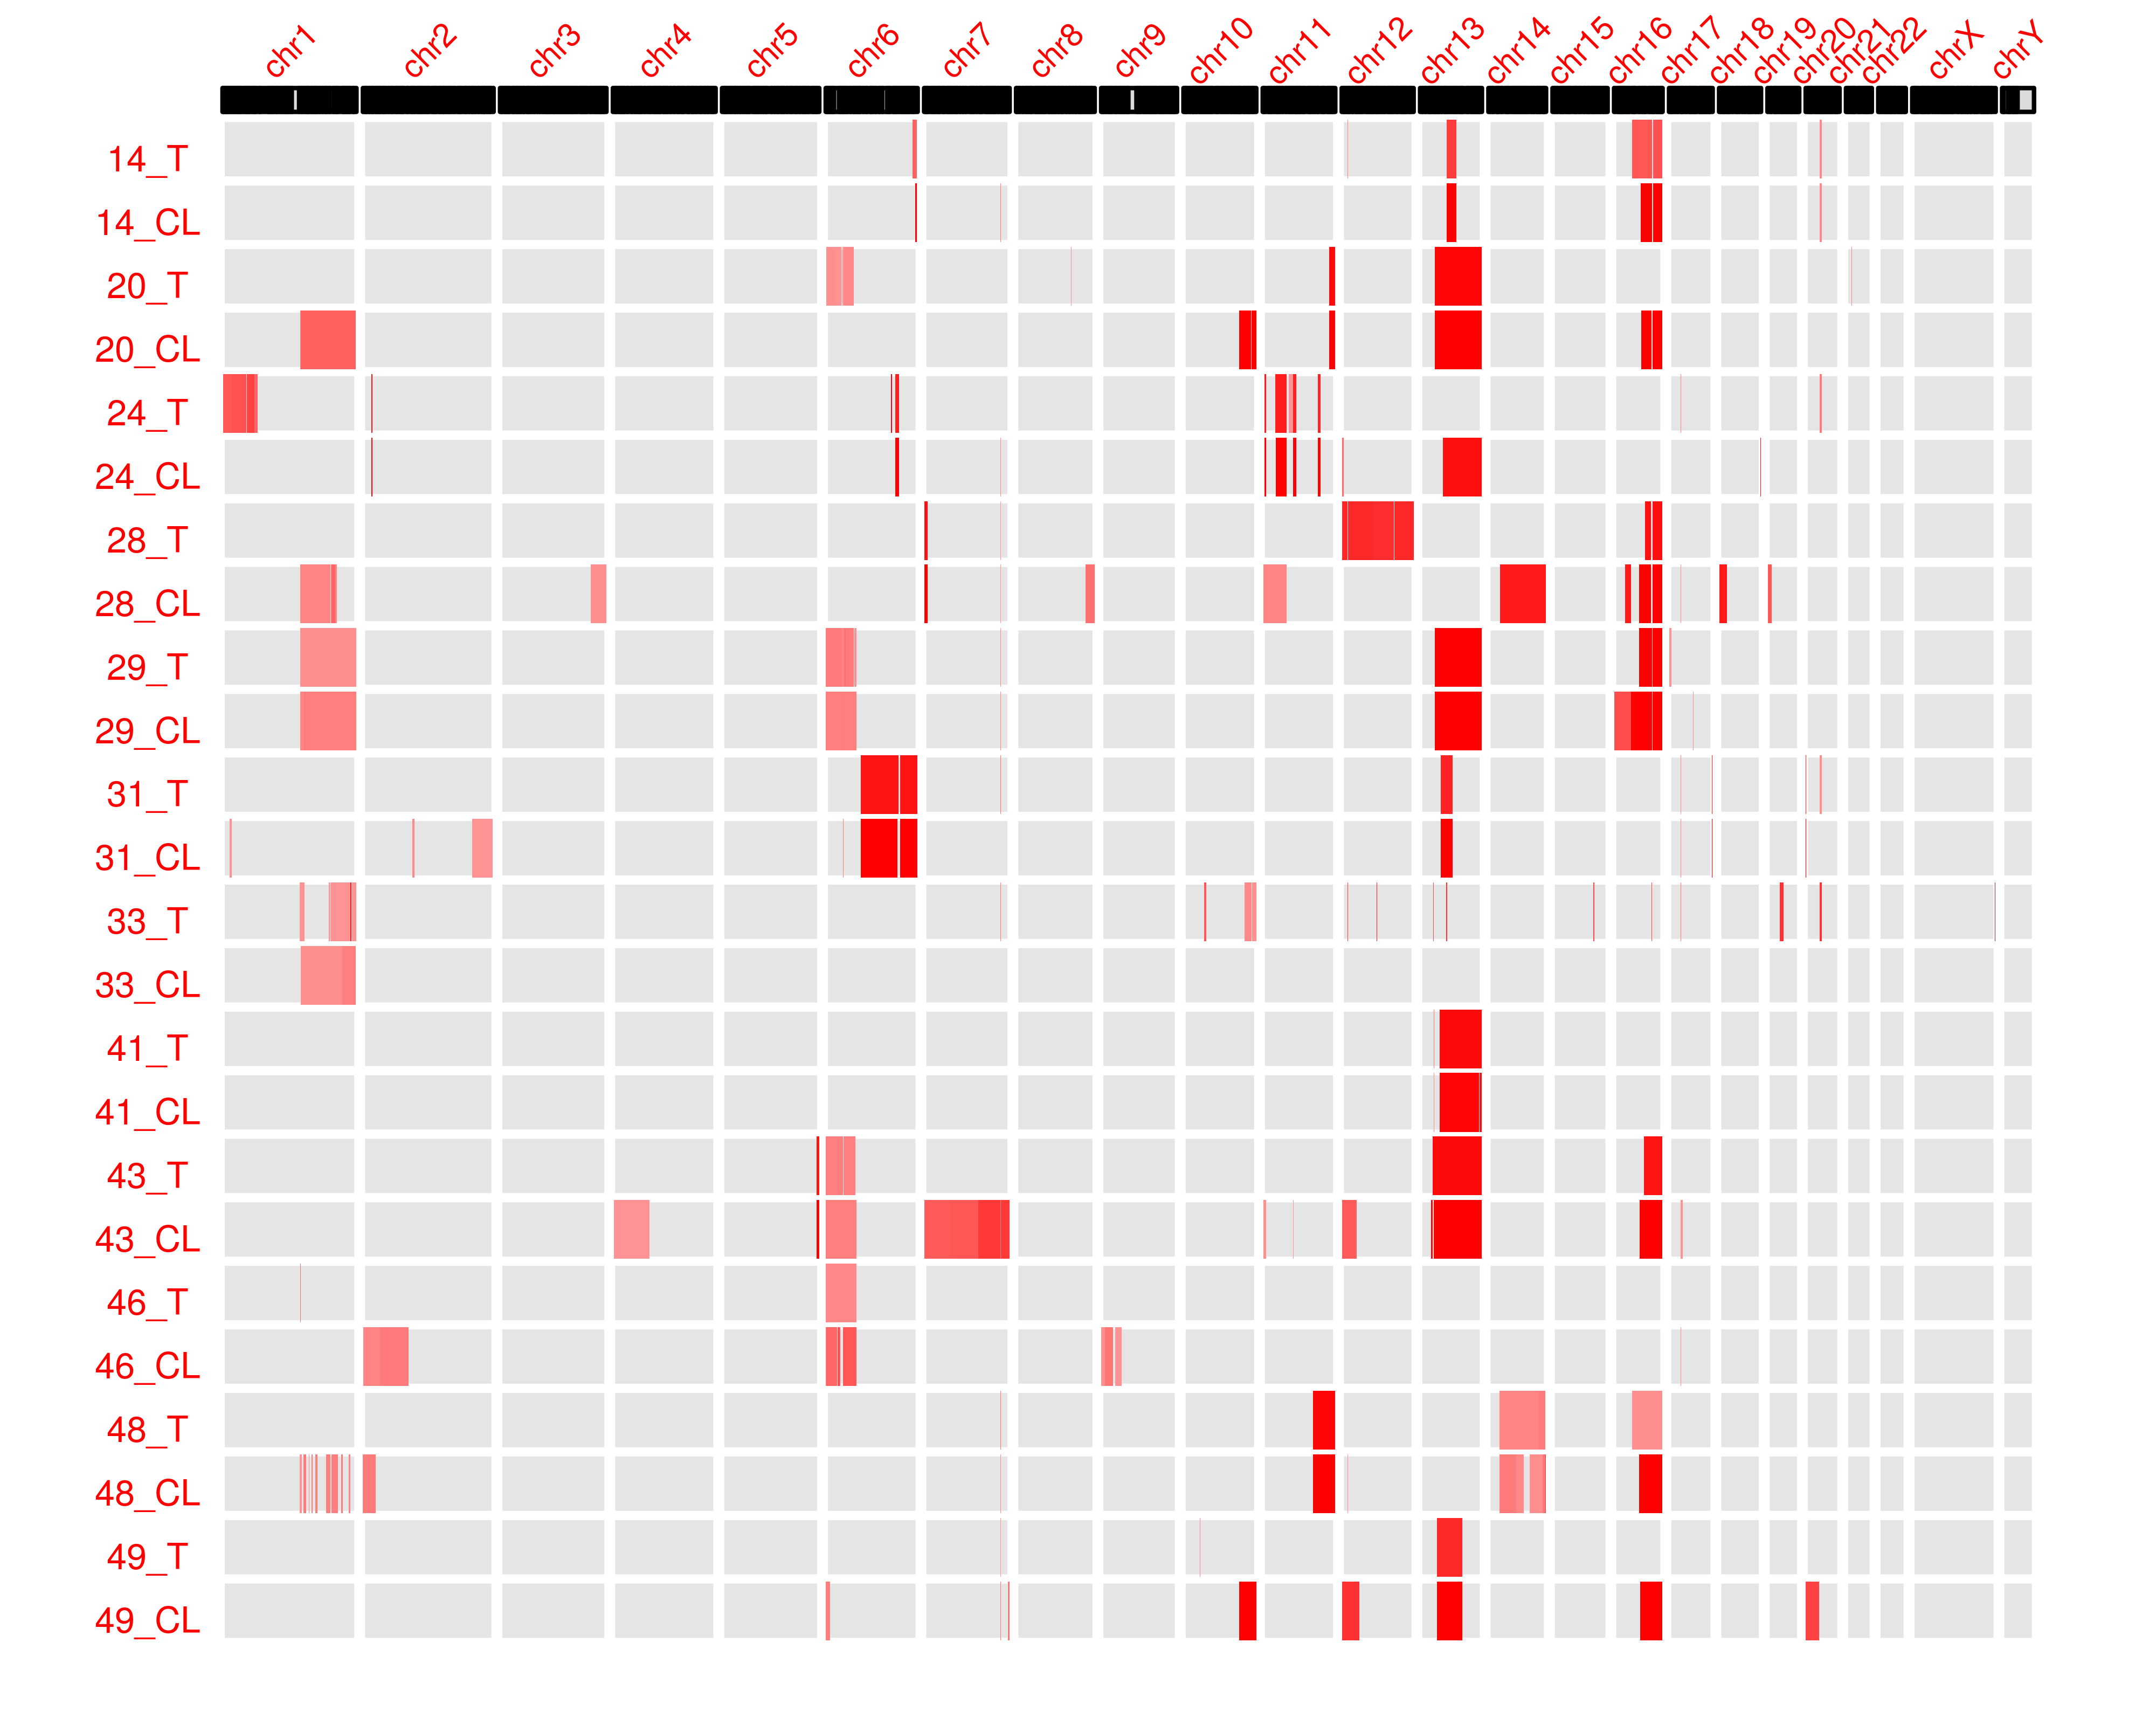 chr1 chr2 chr3 chr4 chr5 chr6 chr7 chr8 chr9 chr10 chr11 chr12 chr13 chr14 chr15 chr16 chr17 chr18 chr19 chr20 chr21 chr22 chrX chrY
14_T
14_CL
20_T
20_CL
24_T
24_CL
28_T
28_CL
29_T
29_CL
31_T
31_CL
33_T
33_CL
41_T
41_CL
43_T
43_CL
46_T
46_CL
48_T
48_CL
49_T
49_CL